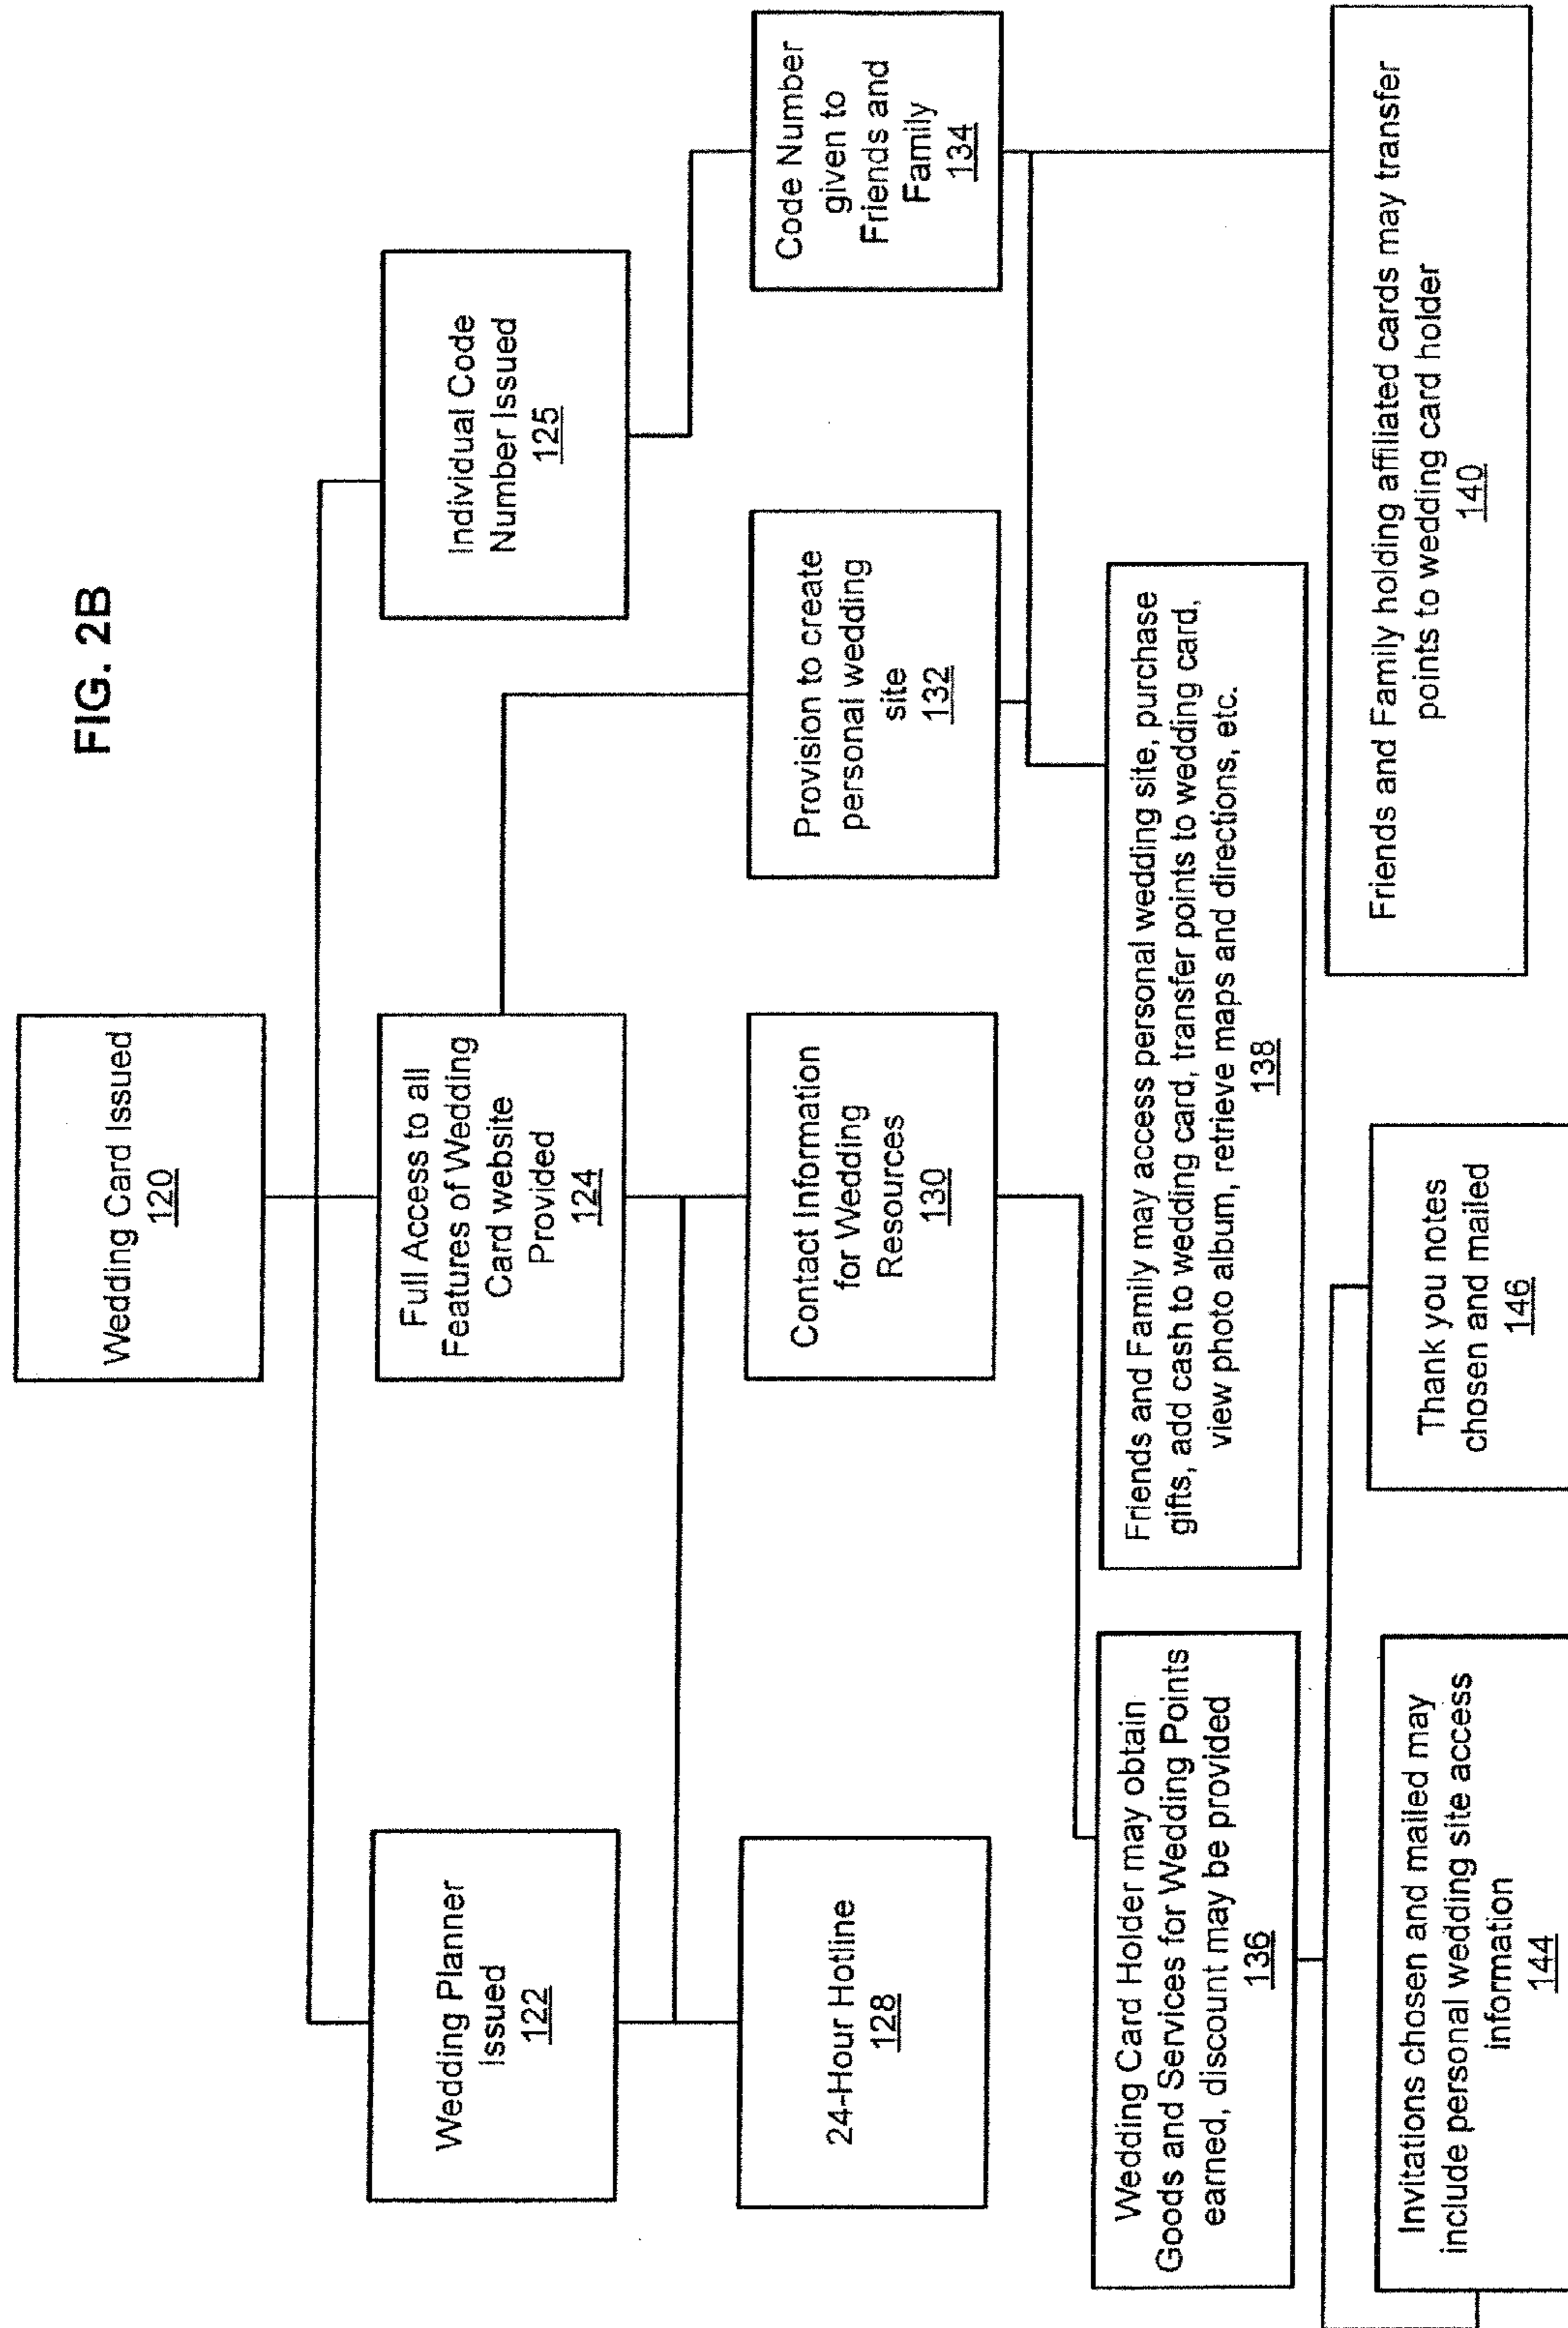 FIG. 2B
Wedding Card Issued
120
Wedding Planner
Issued
122
Full Access to all
Features of Wedding
Card website
Provided
124
Individual Code
Number Issued
125
24-Hour Hotline
128
Contact Information
for Wedding
Resources
130
Provision to create
personal wedding
site
132
Code Number
given to
Friends and
Family
134
Wedding Card Holder may obtain
Goods and Services for Wedding Points
earned, discount may be provided
136
Friends and Family may access personal wedding site, purchase
gifts, add cash to wedding card, transfer points to wedding card,
view photo album, retrieve maps and directions, etc.
138
Friends and Family holding affiliated cards may transfer
points to wedding card holder
140
Invitations chosen and mailed may
include personal wedding site access
information
144
Thank you notes
chosen and mailed
146